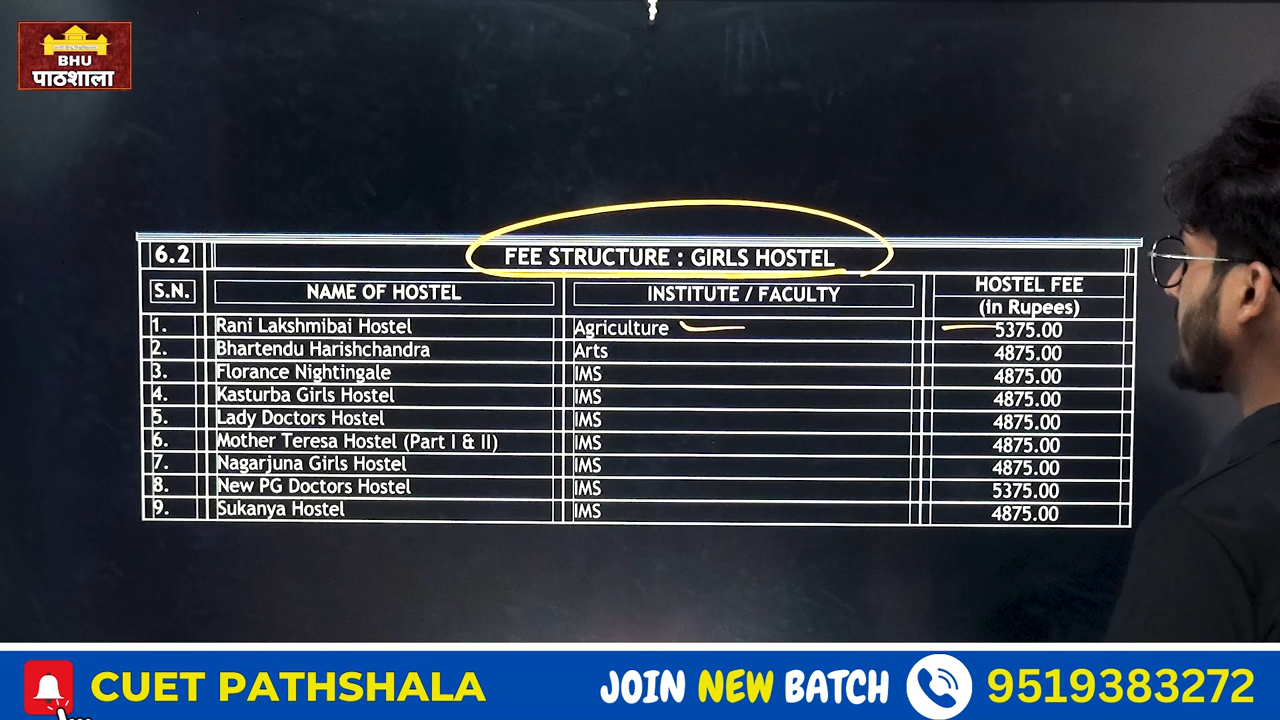 BHU
पाठशाला
6.2 FEE STRUCTURE : GIRLS HOSTEL
S.N. NAME OF HOSTEL INSTITUTE / FACULTY HOSTEL FEE
(in Rupees)
1. Rani Lakshmibai Hostel Agriculture 5375.00
2. Bhartendu Harishchandra Arts 4875.00
3. Florance Nightingale IMS 4875.00
4. Kasturba Girls Hostel IMS 4875.00
5. Lady Doctors Hostel IMS 4875.00
6. Mother Teresa Hostel (Part I & II) IMS 4875.00
7. Nagarjuna Girls Hostel IMS 4875.00
8. New PG Doctors Hostel IMS 5375.00
9. Sukanya Hostel IMS 4875.00
CUET PATHSHALA JOIN NEW BATCH 9519383272